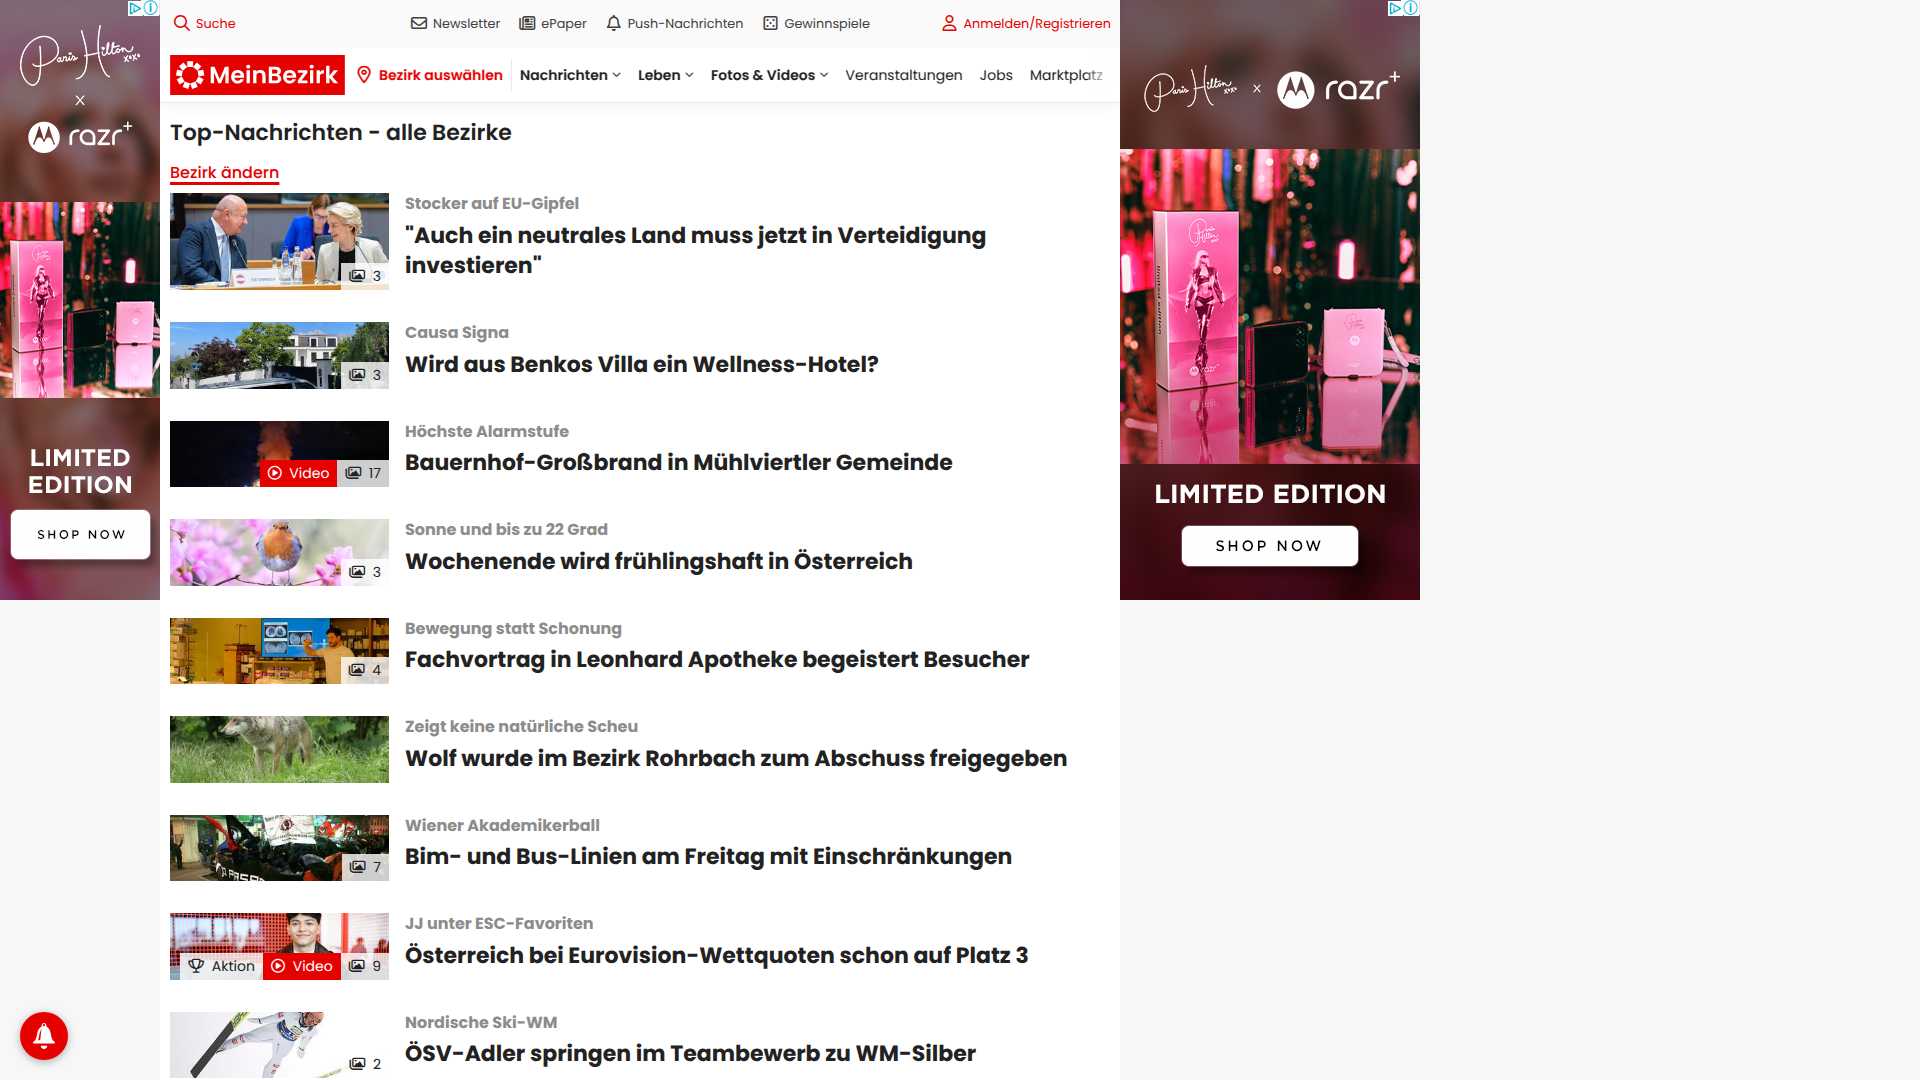 Suche
Newsletter
ePaper
Push-Nachrichten
Gewinnspiele
Anmelden/Registrieren
MeinBezirk
Bezirk auswählen
Nachrichten
Leben
Fotos & Videos
Veranstaltungen
Jobs
Marktplatz
Top-Nachrichten - alle Bezirke
Bezirk ändern
3
Stocker auf EU-Gipfel
"Auch ein neutrales Land muss jetzt in Verteidigung
investieren"
3
Causa Signa
Wird aus Benkos Villa ein Wellness-Hotel?
Video
17
Höchste Alarmstufe
Bauernhof-Großbrand in Mühlviertler Gemeinde
3
Sonne und bis zu 22 Grad
Wochenende wird frühlingshaft in Österreich
4
Bewegung statt Schonung
Fachvortrag in Leonhard Apotheke begeistert Besucher
Zeigt keine natürliche Scheu
Wolf wurde im Bezirk Rohrbach zum Abschuss freigegeben
7
Wiener Akademikerball
Bim- und Bus-Linien am Freitag mit Einschränkungen
Aktion
Video
9
JJ unter ESC-Favoriten
Österreich bei Eurovision-Wettquoten schon auf Platz 3
2
Nordische Ski-WM
ÖSV-Adler springen im Teambewerb zu WM-Silber
Paris Hilton
xoxo
X
razr+
LIMITED
EDITION
SHOP NOW
Paris Hilton
xoxo
X
razr+
LIMITED EDITION
SHOP NOW